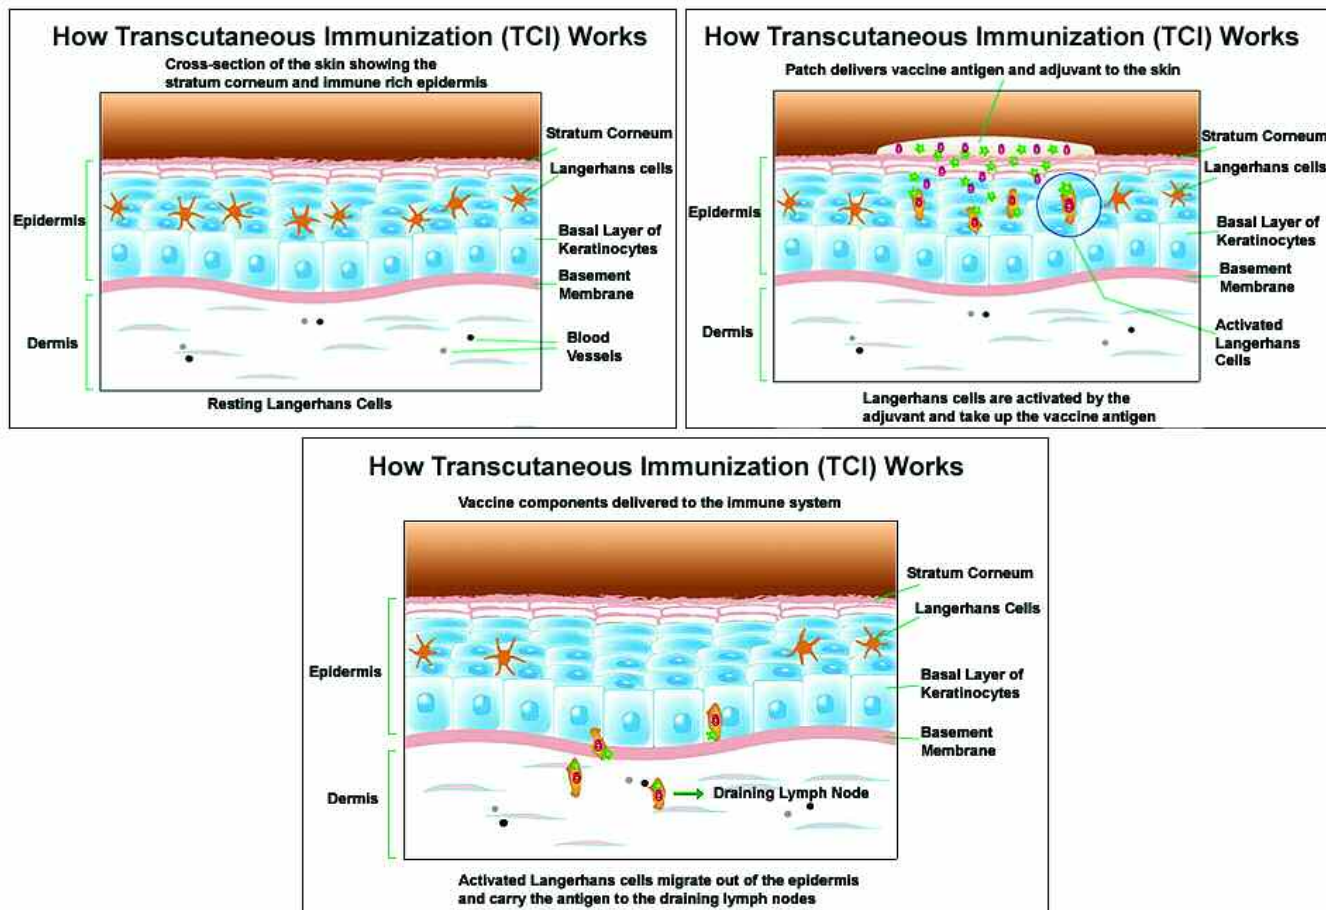 How Transcutaneous Immunization (TCI) Works
Cross-section of the skin showing the
stratum corneum and immune rich epidermis
Stratum Corneum
Langerhans cells
Epidermis
Basal Layer of
Keratinocytes
Basement
Membrane
Dermis
Blood
Vessels
Resting Langerhans Cells
How Transcutaneous Immunization (TCI) Works
Patch delivers vaccine antigen and adjuvant to the skin
Stratum Corneum
Langerhans cells
Epidermis
Basal Layer of
Keratinocytes
Basement
Membrane
Dermis
Activated
Langerhans
Cells
Langerhans cells are activated by the
adjuvant and take up the vaccine antigen
How Transcutaneous Immunization (TCI) Works
Vaccine components delivered to the immune system
Stratum Corneum
Langerhans Cells
Epidermis
Basal Layer of
Keratinocytes
Basement
Membrane
Dermis
Draining Lymph Node
Activated Langerhans cells migrate out of the epidermis
and carry the antigen to the draining lymph nodes